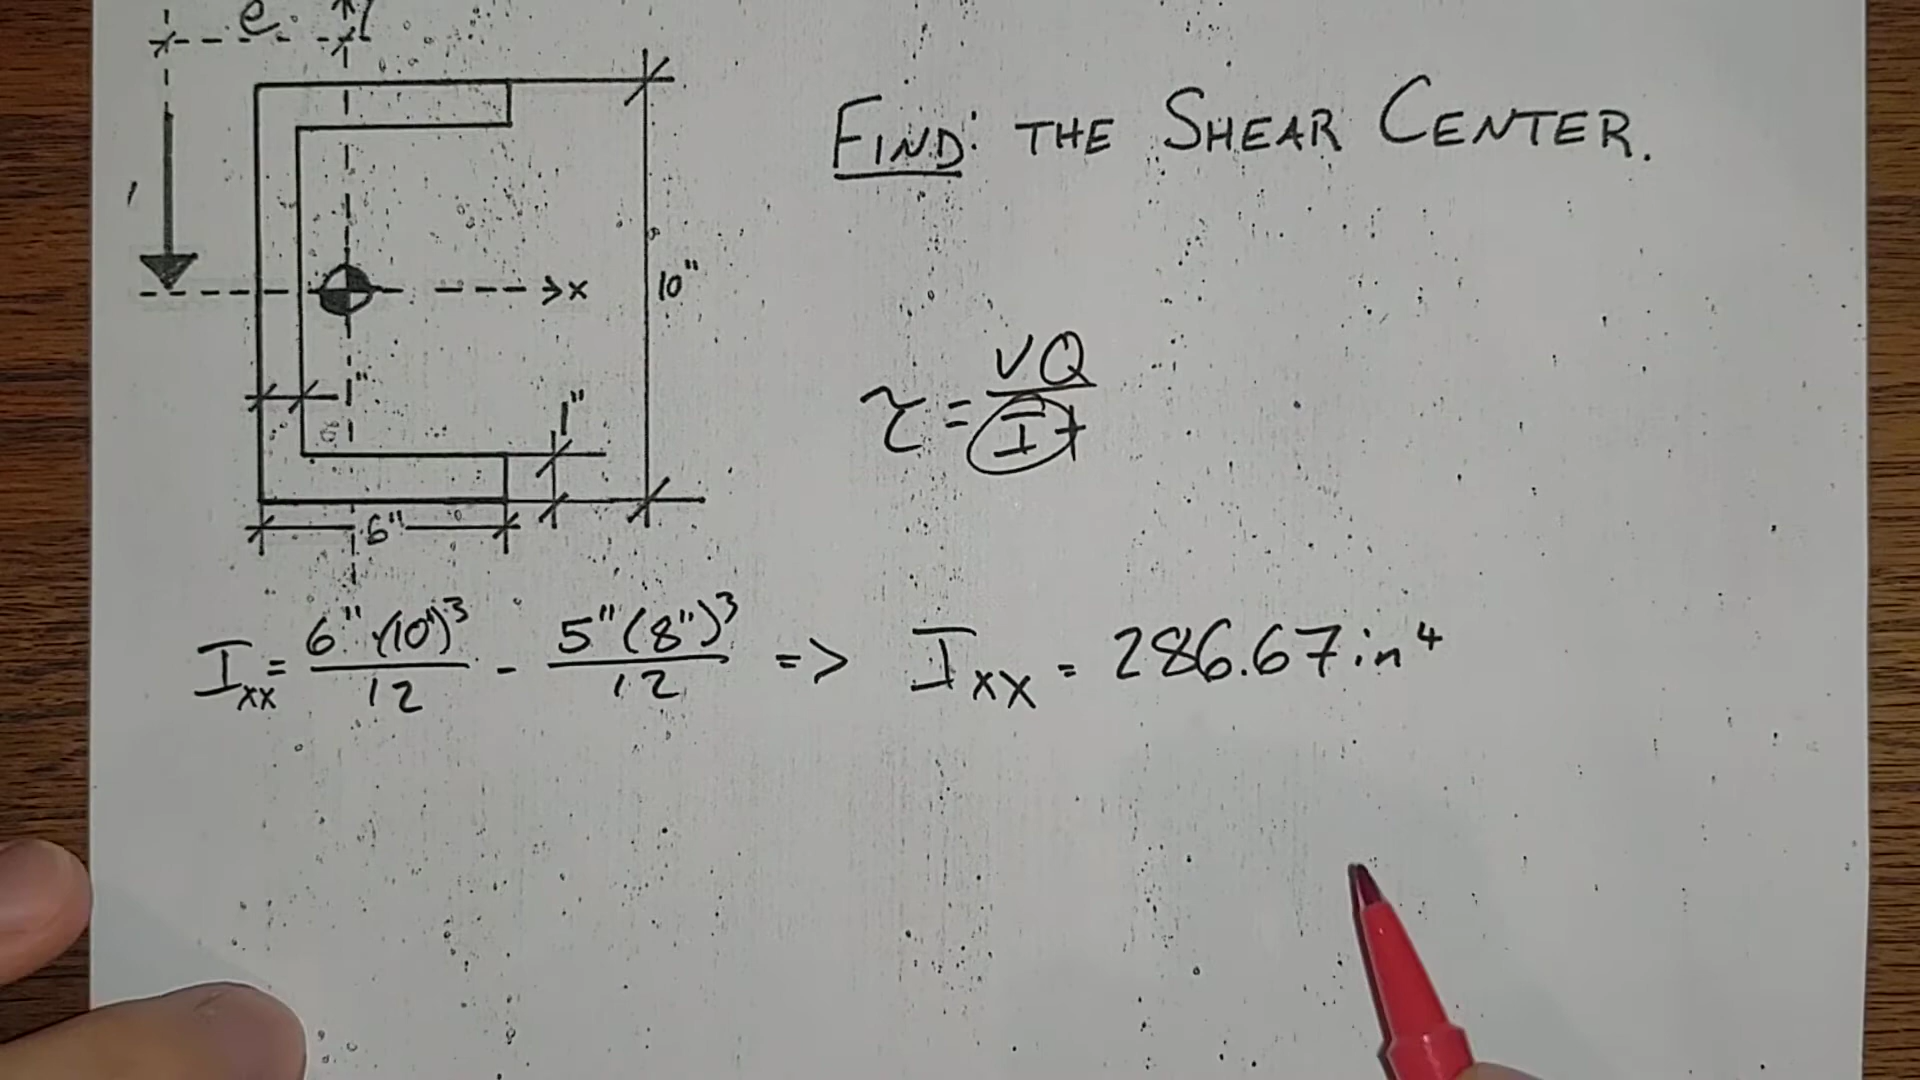 e
FIND: THE SHEAR CENTER.
x
10"
1"
1"
6"
τ = VQ / It
Ixx = 6"·(10")³ / 12 - 5"(8")³ / 12 => Ixx = 286.67 in⁴